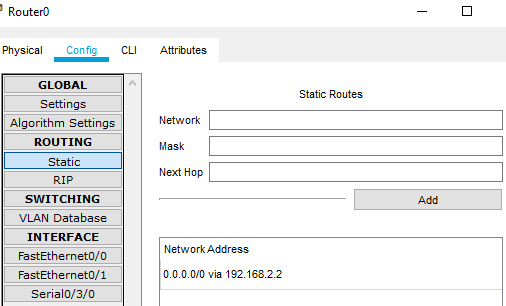 Router0
Physical Config CLI Attributes
GLOBAL
Settings
Algorithm Settings
ROUTING
Static
RIP
SWITCHING
VLAN Database
INTERFACE
FastEthernet0/0
FastEthernet0/1
Serial0/3/0
Static Routes
Network
Mask
Next Hop
Add
Network Address
0.0.0.0/0 via 192.168.2.2